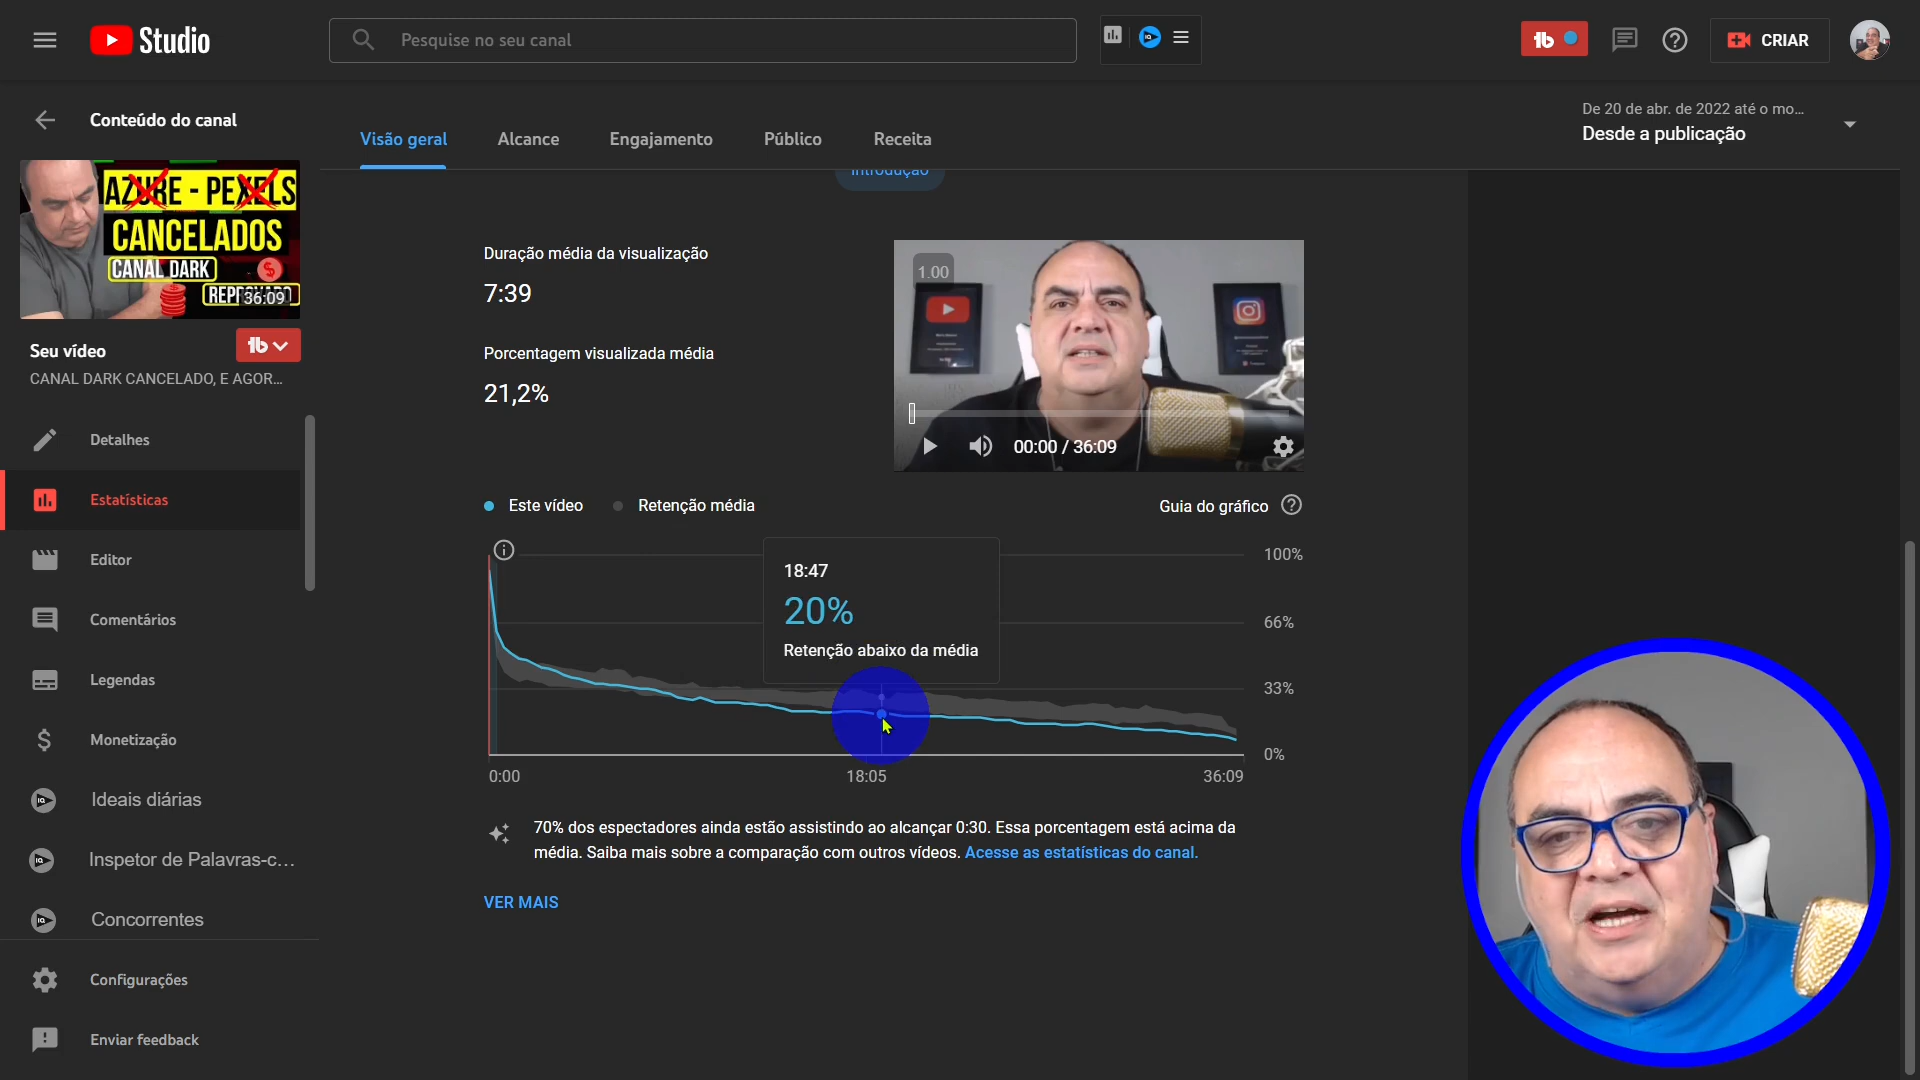 Studio
Pesquise no seu canal
CRIAR
Conteúdo do canal
Visão geral
Alcance
Engajamento
Público
Receita
De 20 de abr. de 2022 até o mo...
Desde a publicação
Introdução
AZURE - PEXELS
CANCELADOS
CANAL DARK
36:09
Seu vídeo
CANAL DARK CANCELADO, E AGOR...
Detalhes
Estatísticas
Editor
Comentários
Legendas
Monetização
Ideais diárias
Inspetor de Palavras-c...
Concorrentes
Configurações
Enviar feedback
Duração média da visualização
7:39
Porcentagem visualizada média
21,2%
1.00
00:00 / 36:09
Este vídeo
Retenção média
Guia do gráfico
18:47
20%
Retenção abaixo da média
100%
66%
33%
0%
0:00
18:05
36:09
70% dos espectadores ainda estão assistindo ao alcançar 0:30. Essa porcentagem está acima da
média. Saiba mais sobre a comparação com outros vídeos. Acesse as estatísticas do canal.
VER MAIS